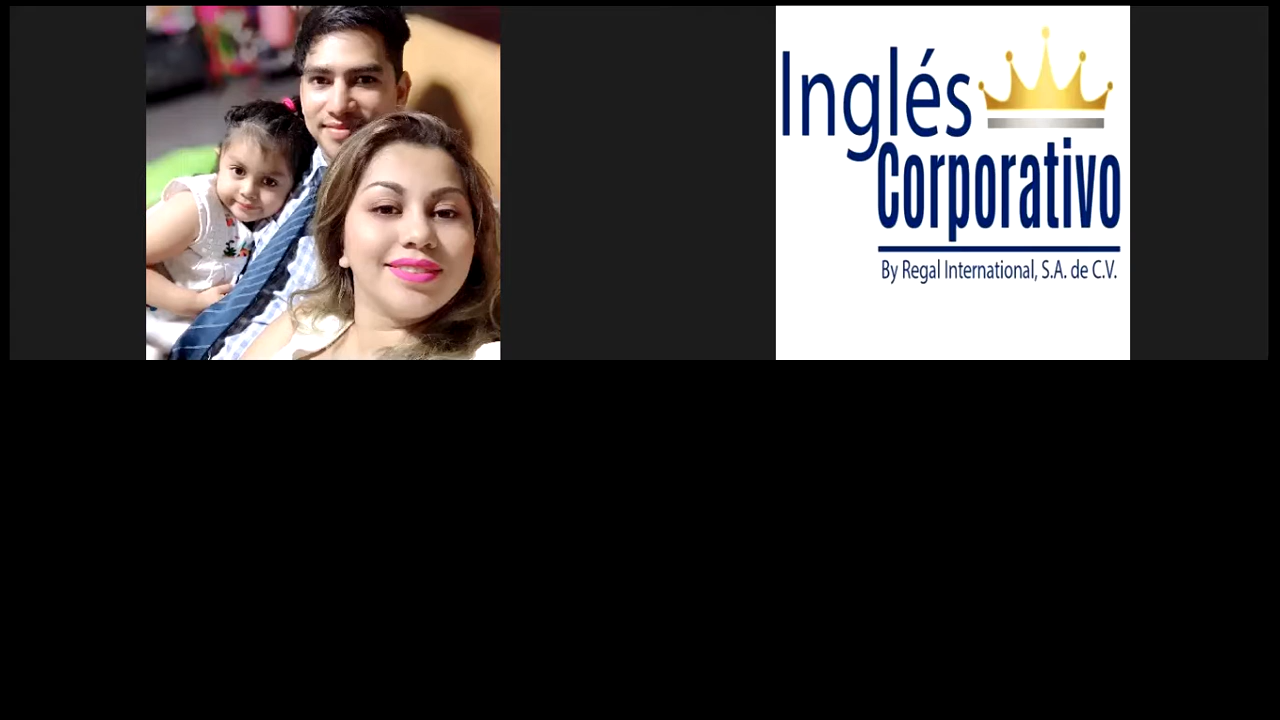 Inglés
Corporativo
By Regal International, S.A. de C.V.